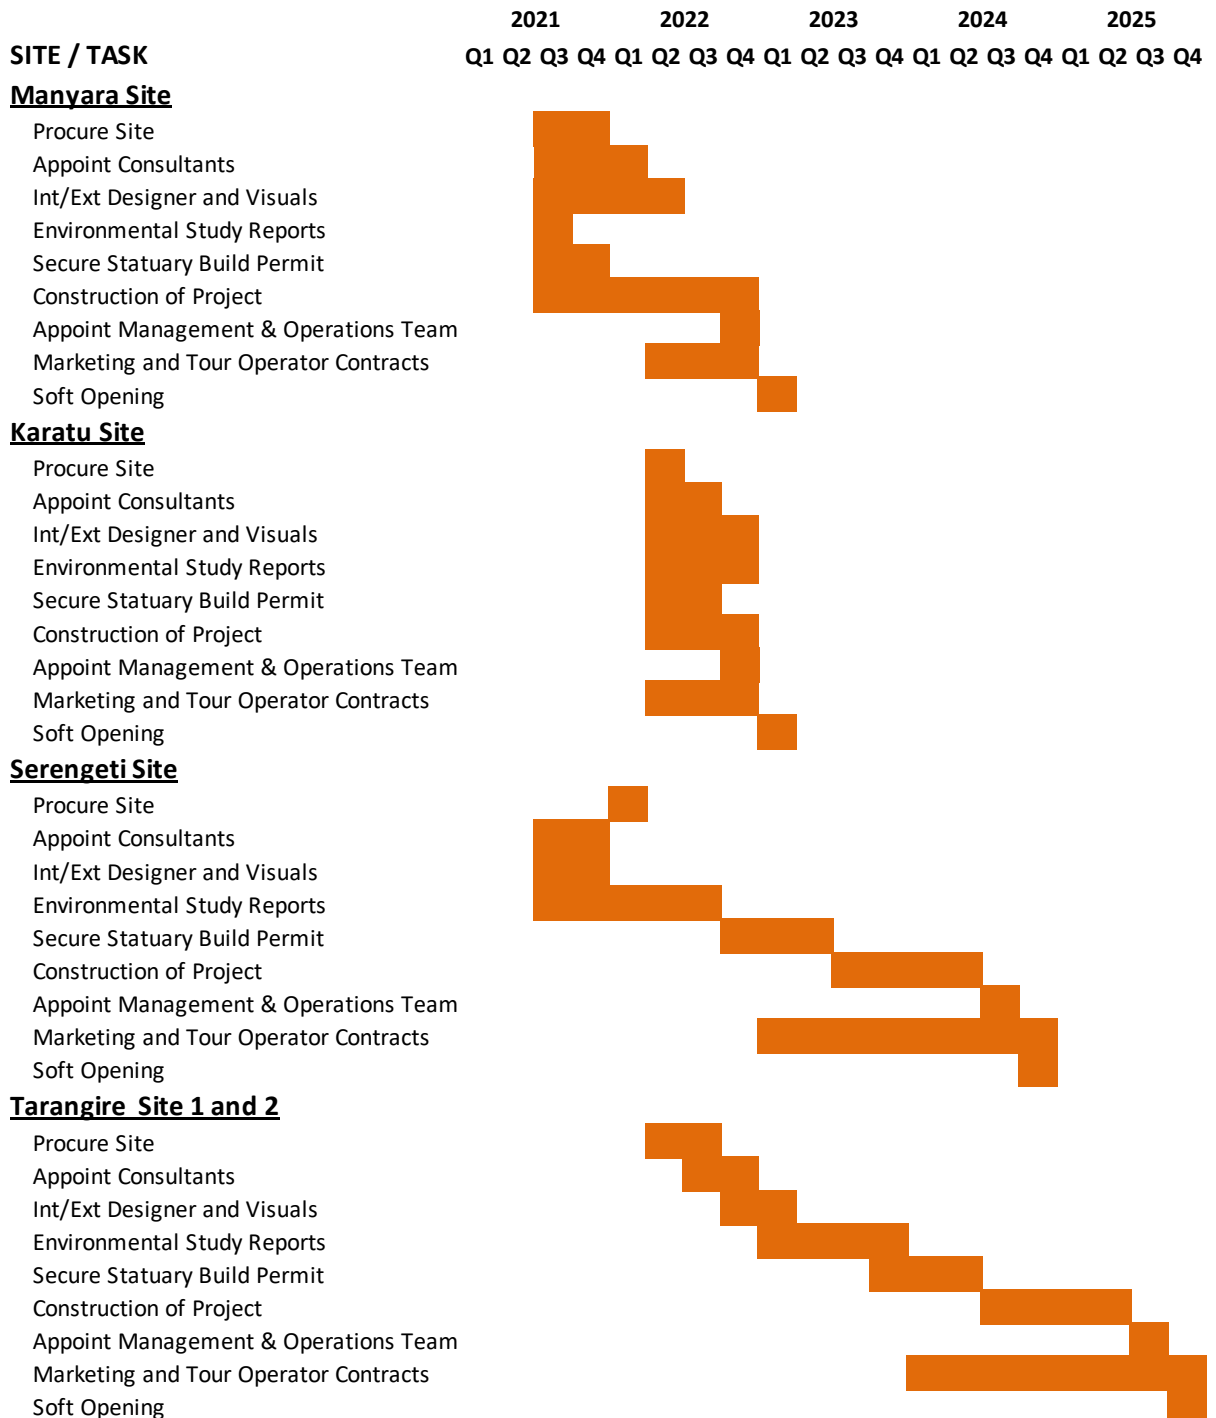 2021 2022 2023 2024 2025
SITE / TASK Q1 Q2 Q3 Q4 Q1 Q2 Q3 Q4 Q1 Q2 Q3 Q4 Q1 Q2 Q3 Q4 Q1 Q2 Q3 Q4
Manyara Site
Procure Site
Appoint Consultants
Int/Ext Designer and Visuals
Environmental Study Reports
Secure Statuary Build Permit
Construction of Project
Appoint Management & Operations Team
Marketing and Tour Operator Contracts
Soft Opening
Karatu Site
Procure Site
Appoint Consultants
Int/Ext Designer and Visuals
Environmental Study Reports
Secure Statuary Build Permit
Construction of Project
Appoint Management & Operations Team
Marketing and Tour Operator Contracts
Soft Opening
Serengeti Site
Procure Site
Appoint Consultants
Int/Ext Designer and Visuals
Environmental Study Reports
Secure Statuary Build Permit
Construction of Project
Appoint Management & Operations Team
Marketing and Tour Operator Contracts
Soft Opening
Tarangire Site 1 and 2
Procure Site
Appoint Consultants
Int/Ext Designer and Visuals
Environmental Study Reports
Secure Statuary Build Permit
Construction of Project
Appoint Management & Operations Team
Marketing and Tour Operator Contracts
Soft Opening